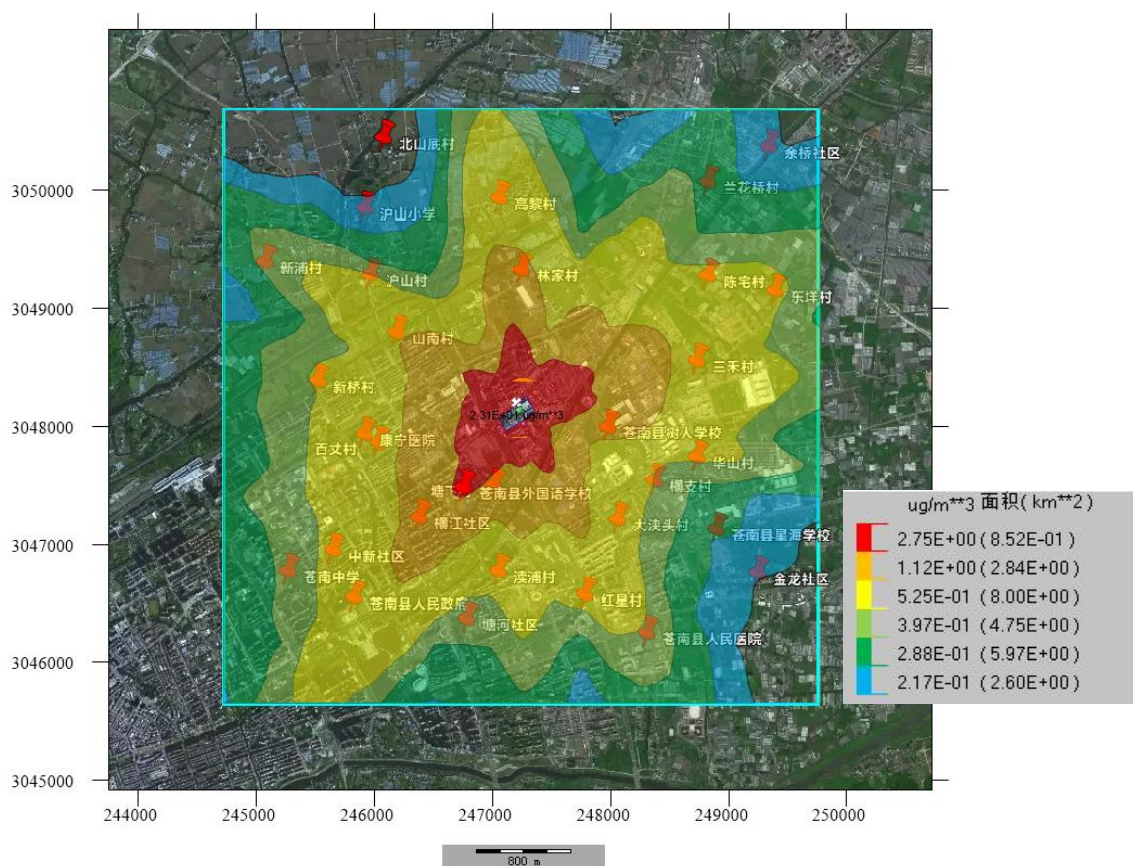 北山底村
余桥社区
3050000
兰花桥村
沪山小学
高黎村
新浦村
沪山村
林家村
陈宅村
东垟村
3049000
山南村
三禾村
新桥村
2.31E+01 ug/m**3
3048000
百丈村
康宁医院
苍南县树人学校
华山村
横支村
苍南县外国语学校
横江社区
大浃头村
苍南县星海学校
3047000
中新社区
苍南中学
渎浦村
金龙社区
苍南县人民政府
红星村
塘河社区
苍南县人民医院
3046000
3045000
244000
245000
246000
247000
248000
249000
250000
800 m
ug/m**3 面积( km**2)
2.75E+00 ( 8.52E-01)
1.12E+00 ( 2.84E+00)
5.25E-01 ( 8.00E+00)
3.97E-01 ( 4.75E+00)
2.88E-01 ( 5.97E+00)
2.17E-01 ( 2.60E+00)